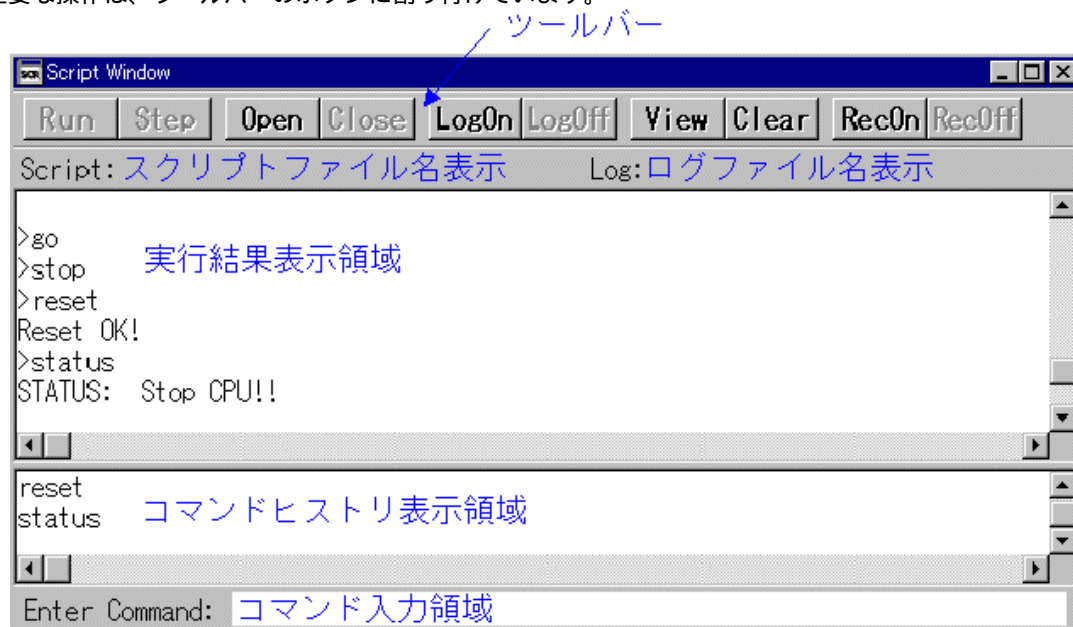 は、ツールバーのボタンに割り付けています。
ツールバー
Script Window
Run Step Open Close LogOn LogOff View Clear RecOn RecOff
Script:スクリプトファイル名表示 Log:ログファイル名表示
>go
>stop
実行結果表示領域
>reset
Reset OK!
>status
STATUS: Stop CPU!!
reset
status
コマンドヒストリ表示領域
Enter Command: コマンド入力領域